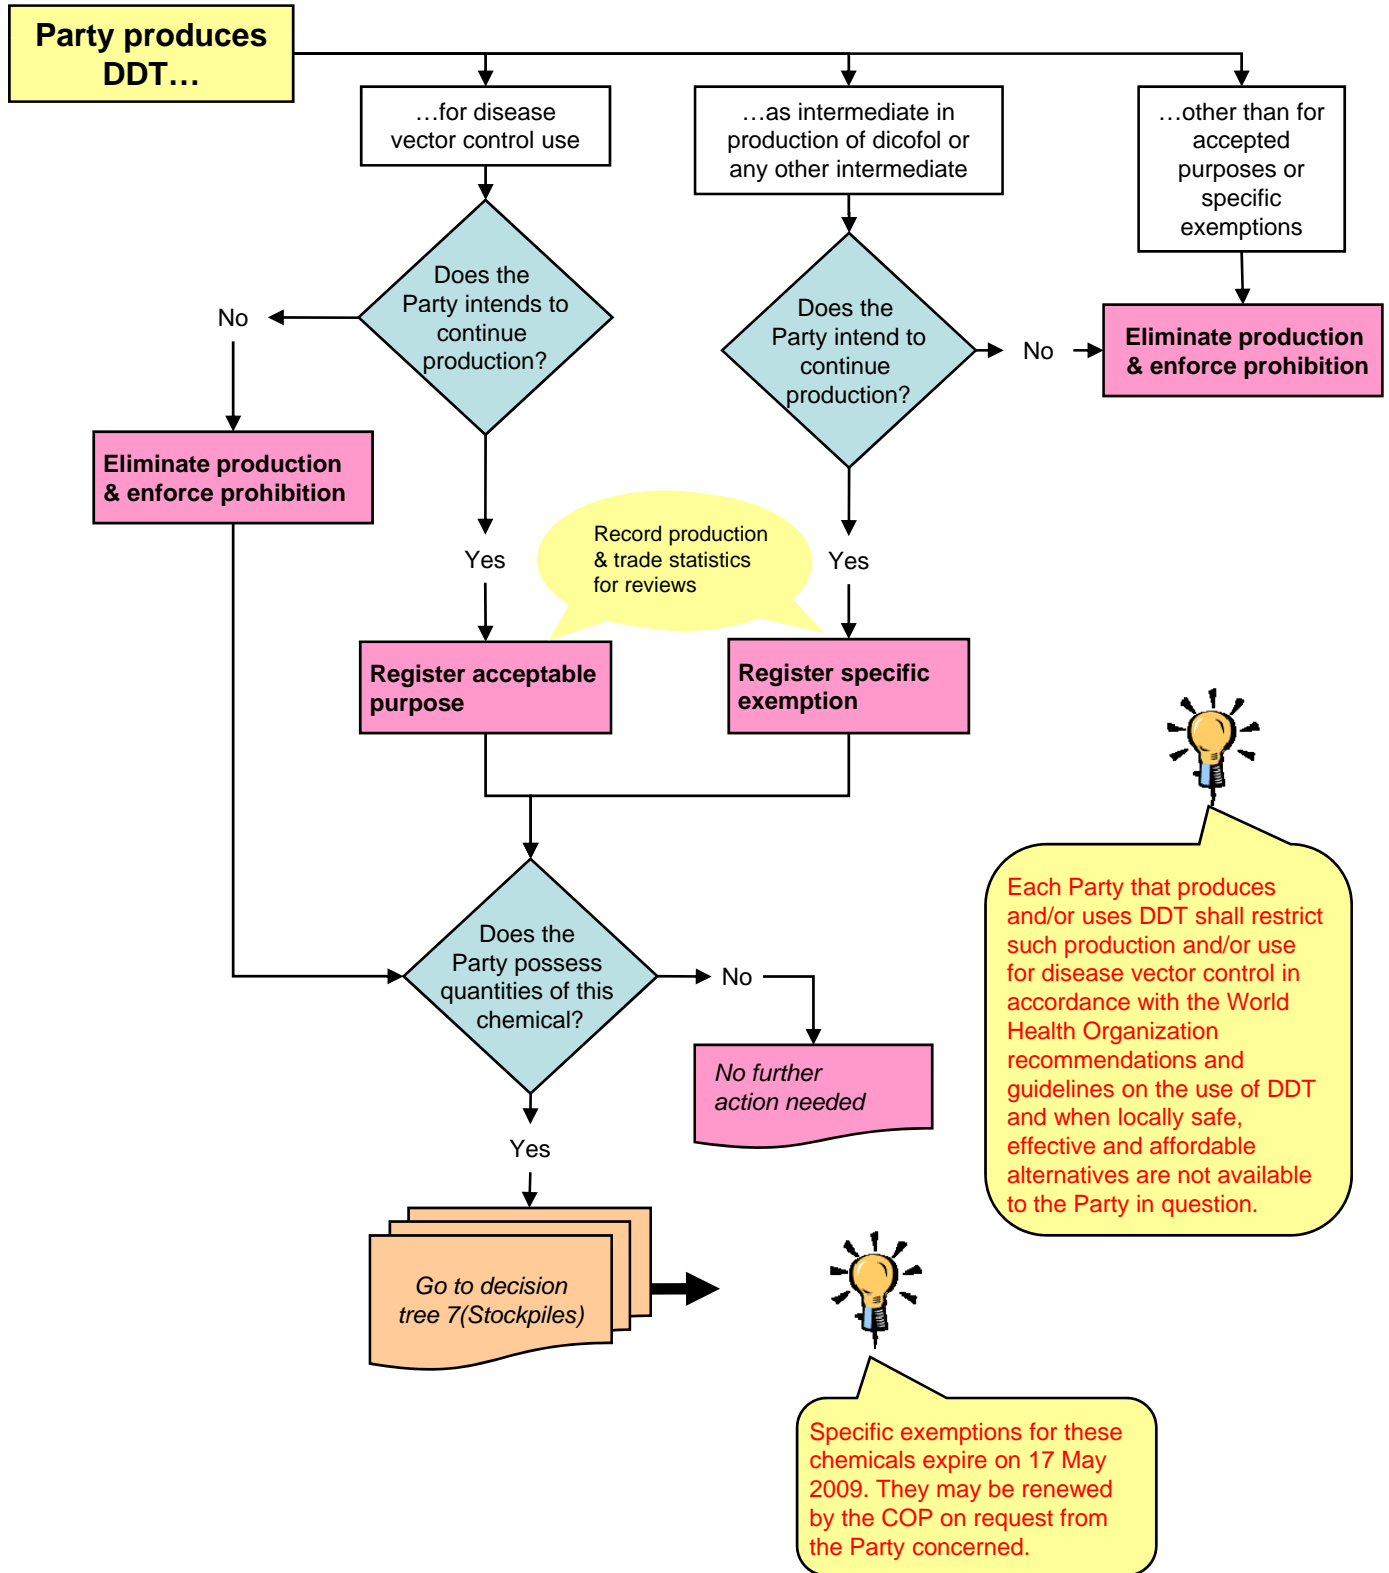 Party produces
DDT…
…for disease
vector control use
…as intermediate in
production of dicofol or
any other intermediate
…other than for
accepted
purposes or
specific
exemptions
Does the
Party intends to
continue
production?
No
Does the
Party intend to
continue
production?
No
Eliminate production
& enforce prohibition
Eliminate production
& enforce prohibition
Yes
Record production
& trade statistics
for reviews
Yes
Register acceptable
purpose
Register specific
exemption
Does the
Party possess
quantities of this
chemical?
No
No further
action needed
Yes
Go to decision
tree 7(Stockpiles)
Each Party that produces
and/or uses DDT shall restrict
such production and/or use
for disease vector control in
accordance with the World
Health Organization
recommendations and
guidelines on the use of DDT
and when locally safe,
effective and affordable
alternatives are not available
to the Party in question.
Specific exemptions for these
chemicals expire on 17 May
2009. They may be renewed
by the COP on request from
the Party concerned.